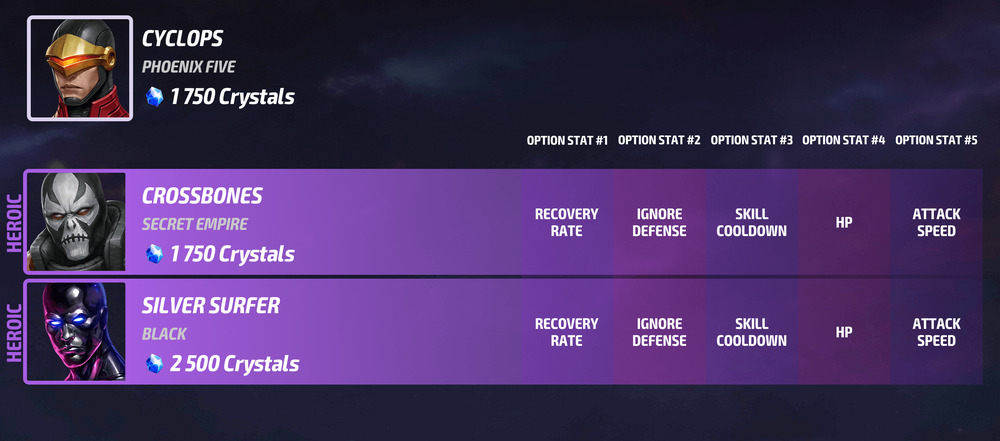 CYCLOPS
PHOENIX FIVE
1 750 Crystals
OPTION STAT #1 OPTION STAT #2 OPTION STAT #3 OPTION STAT #4 OPTION STAT #5
HEROIC
CROSSBONES
SECRET EMPIRE
1 750 Crystals
RECOVERY RATE
IGNORE DEFENSE
SKILL COOLDOWN
HP
ATTACK SPEED
HEROIC
SILVER SURFER
BLACK
2 500 Crystals
RECOVERY RATE
IGNORE DEFENSE
SKILL COOLDOWN
HP
ATTACK SPEED